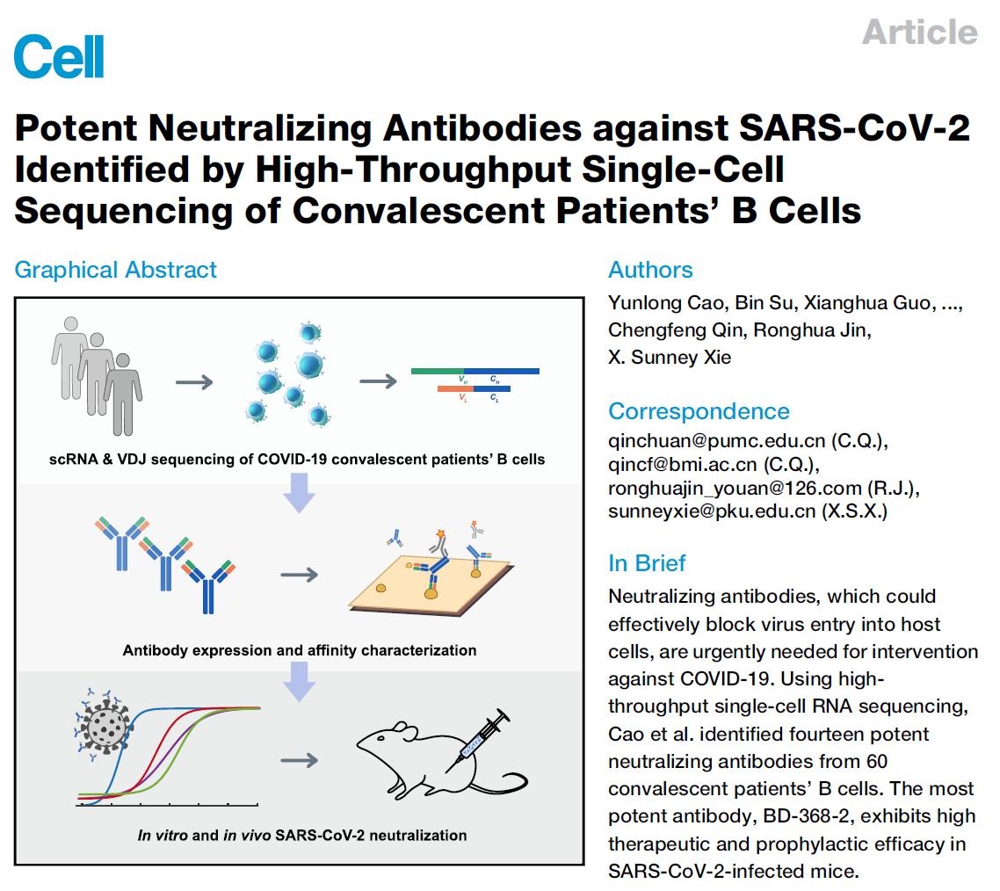 Article
Cell
Potent Neutralizing Antibodies against SARS-CoV-2
Identified by High-Throughput Single-Cell
Sequencing of Convalescent Patients’ B Cells
Graphical Abstract
V_H C_H
V_L C_L
scRNA & VDJ sequencing of COVID-19 convalescent patients’ B cells
Antibody expression and affinity characterization
In vitro and in vivo SARS-CoV-2 neutralization
Authors
Yunlong Cao, Bin Su, Xianghua Guo, ...,
Chengfeng Qin, Ronghua Jin,
X. Sunney Xie
Correspondence
qinchuan@pumc.edu.cn (C.Q.),
qincf@bmi.ac.cn (C.Q.),
ronghuajin_youan@126.com (R.J.),
sunneyxie@pku.edu.cn (X.S.X.)
In Brief
Neutralizing antibodies, which could
effectively block virus entry into host
cells, are urgently needed for intervention
against COVID-19. Using high-
throughput single-cell RNA sequencing,
Cao et al. identified fourteen potent
neutralizing antibodies from 60
convalescent patients’ B cells. The most
potent antibody, BD-368-2, exhibits high
therapeutic and prophylactic efficacy in
SARS-CoV-2-infected mice.